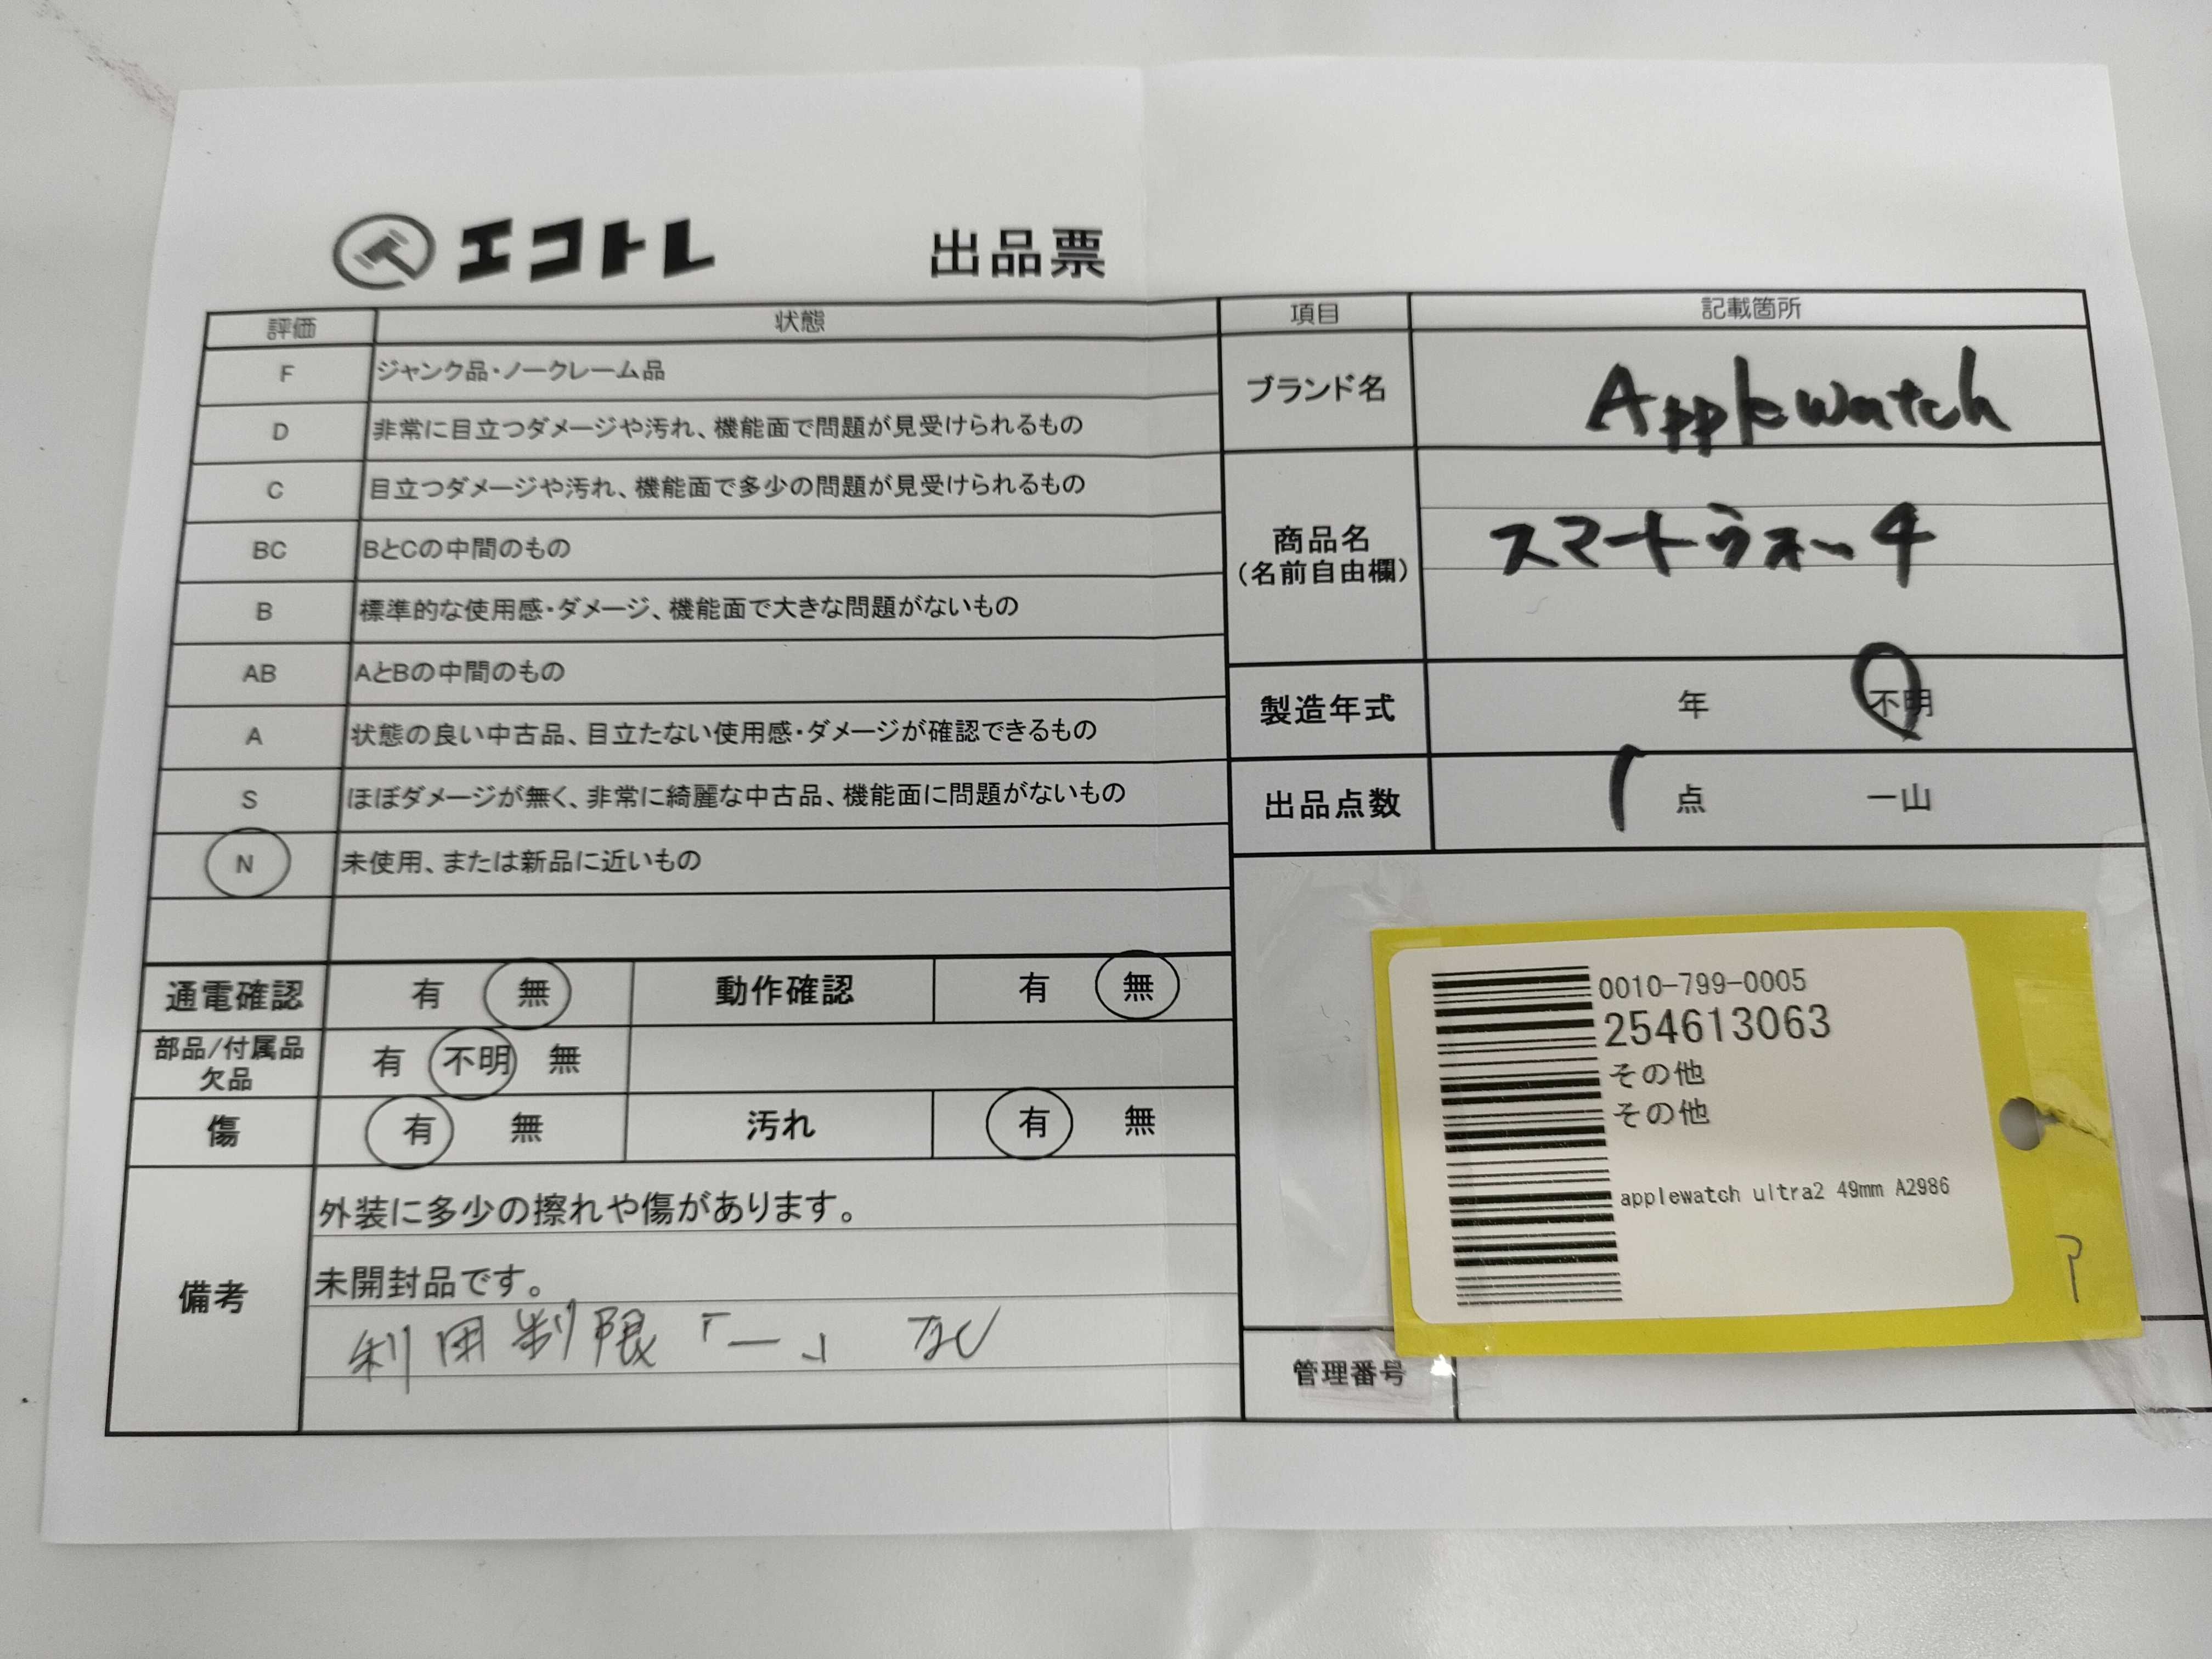 エコトレ 出品票
評価 状態
F ジャンク品・ノークレーム品
D 非常に目立つダメージや汚れ、機能面で問題が見受けられるもの
C 目立つダメージや汚れ、機能面で多少の問題が見受けられるもの
BC BとCの中間のもの
B 標準的な使用感・ダメージ、機能面で大きな問題がないもの
AB AとBの中間のもの
A 状態の良い中古品、目立たない使用感・ダメージが確認できるもの
S ほぼダメージが無く、非常に綺麗な中古品、機能面に問題がないもの
N 未使用、または新品に近いもの
通電確認 有 無 動作確認 有 無
部品/付属品
欠品 有 不明 無
傷 有 無 汚れ 有 無
備考
外装に多少の擦れや傷があります。
未開封品です。
利用制限「ー」 なし
項目 記載箇所
ブランド名 Apple Watch
商品名
(名前自由欄)
スマートウォーチ
製造年式 年 不明
出品点数 1 点 一山
0010-799-0005
254613063
その他
その他
applewatch ultra2 49mm A2986
管理番号